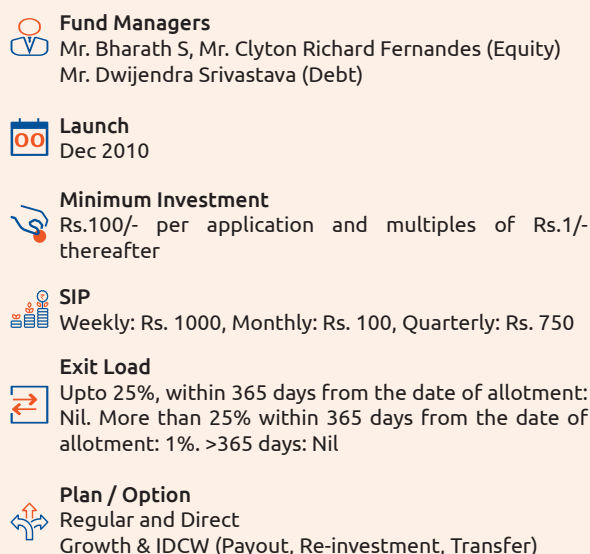 Fund Managers
Mr. Bharath S, Mr. Clyton Richard Fernandes (Equity)
Mr. Dwijendra Srivastava (Debt)
Launch
Dec 2010
Minimum Investment
Rs.100/- per application and multiples of Rs.1/-
thereafter
SIP
Weekly: Rs. 1000, Monthly: Rs. 100, Quarterly: Rs. 750
Exit Load
Upto 25%, within 365 days from the date of allotment:
Nil. More than 25% within 365 days from the date of
allotment: 1%. >365 days: Nil
Plan / Option
Regular and Direct
Growth & IDCW (Payout, Re-investment, Transfer)